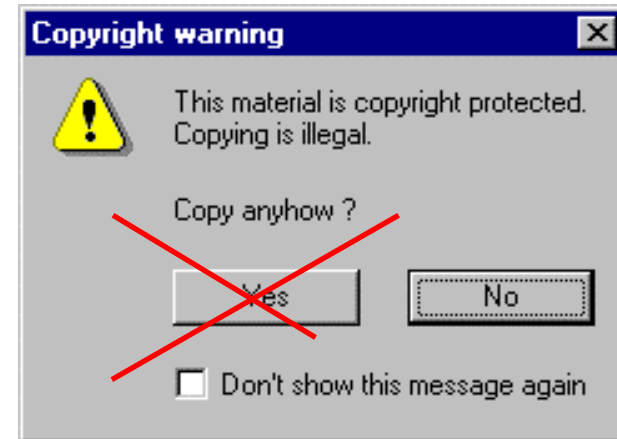 Copyright warning
This material is copyright protected.
Copying is illegal.
Copy anyhow ?
Yes No
Don't show this message again